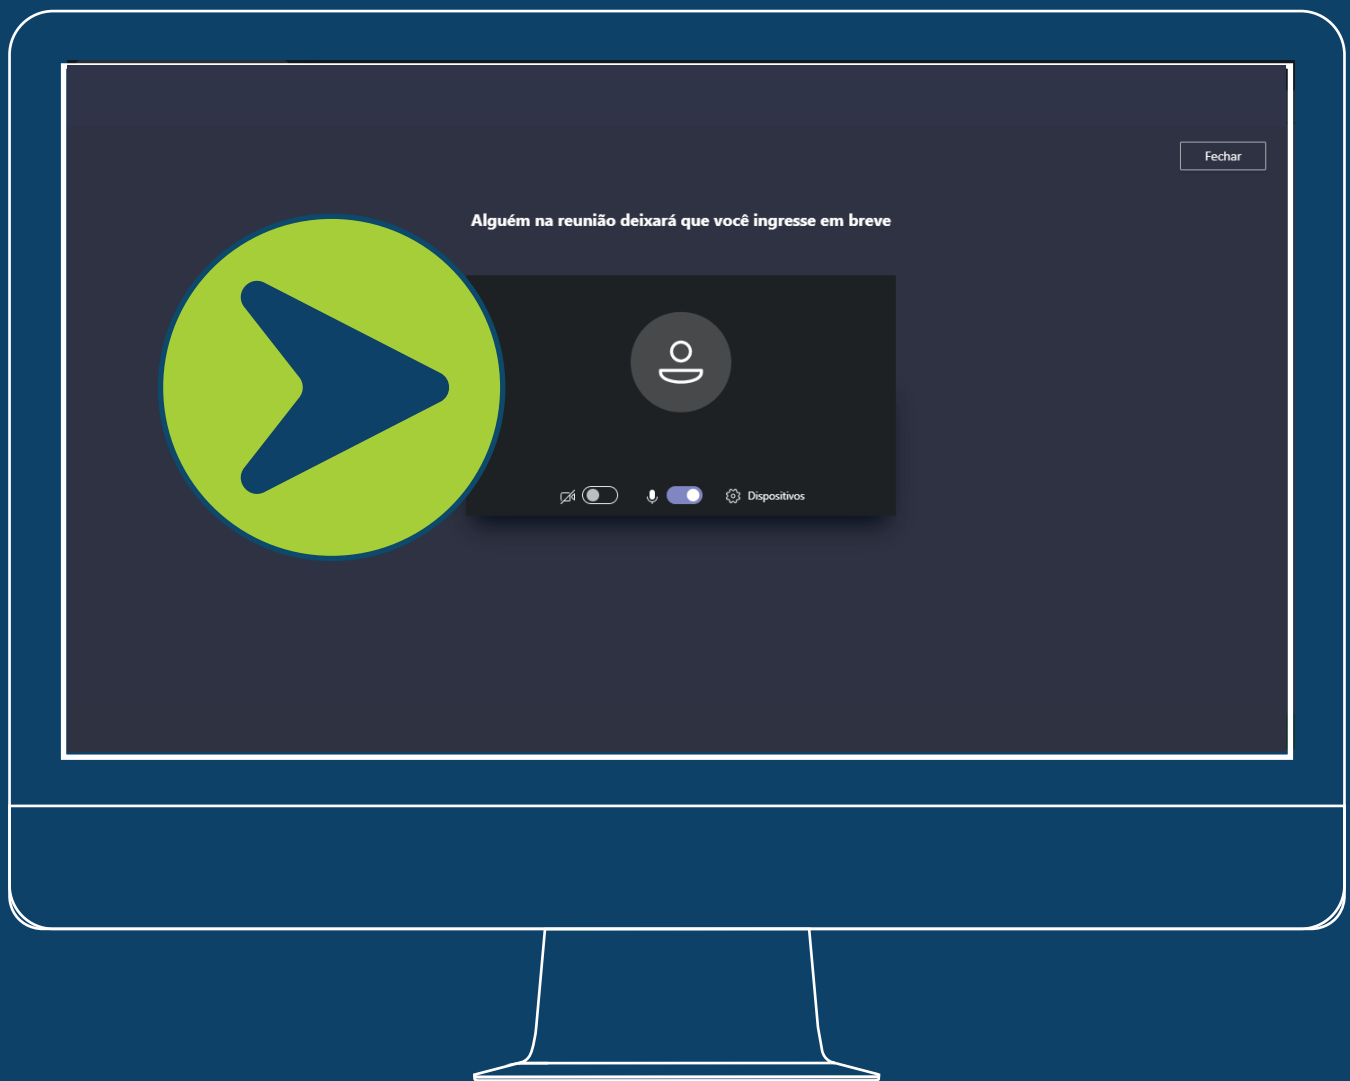 Fechar
Alguém na reunião deixará que você ingresse em breve
Dispositivos